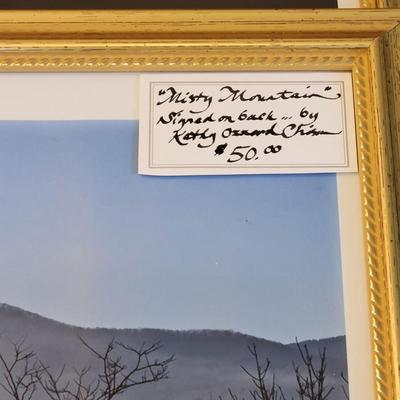 "Misty Mountain"
Signed on back ... by
Kathy Ozzard Chism
$50.00